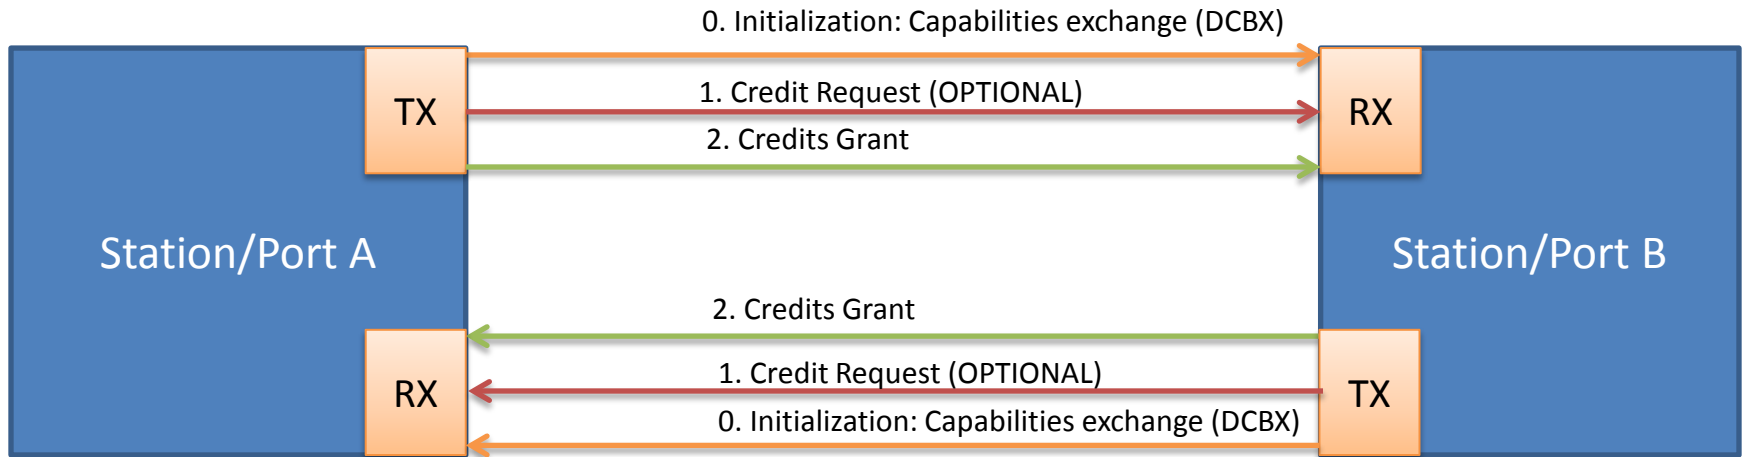 0. Initialization: Capabilities exchange (DCBX)
TX
1. Credit Request (OPTIONAL)
RX
2. Credits Grant
Station/Port A
Station/Port B
2. Credits Grant
RX
1. Credit Request (OPTIONAL)
TX
0. Initialization: Capabilities exchange (DCBX)